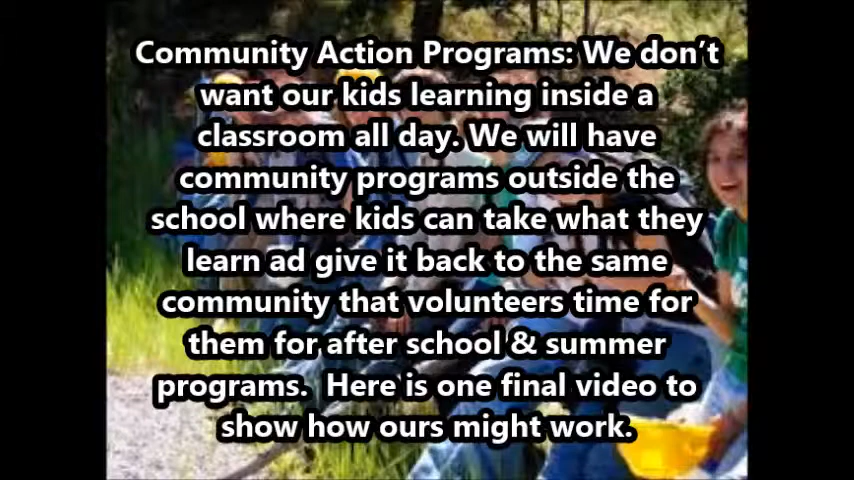 Community Action Programs: We don't
want our kids learning inside a
classroom all day. We will have
community programs outside the
school where kids can take what they
learn ad give it back to the same
community that volunteers time for
them for after school & summer
programs.  Here is one final video to
show how ours might work.